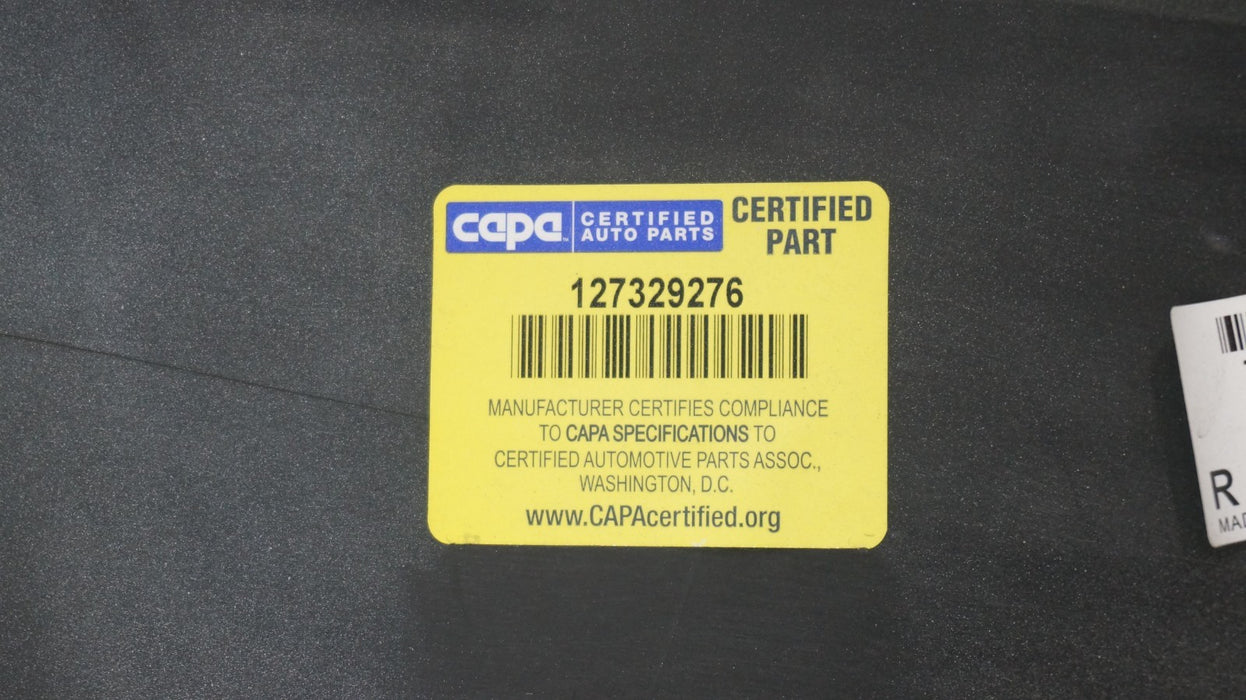 capa™ CERTIFIED AUTO PARTS
CERTIFIED PART
127329276
MANUFACTURER CERTIFIES COMPLIANCE
TO CAPA SPECIFICATIONS TO
CERTIFIED AUTOMOTIVE PARTS ASSOC.,
WASHINGTON, D.C.
www.CAPAcertified.org
R